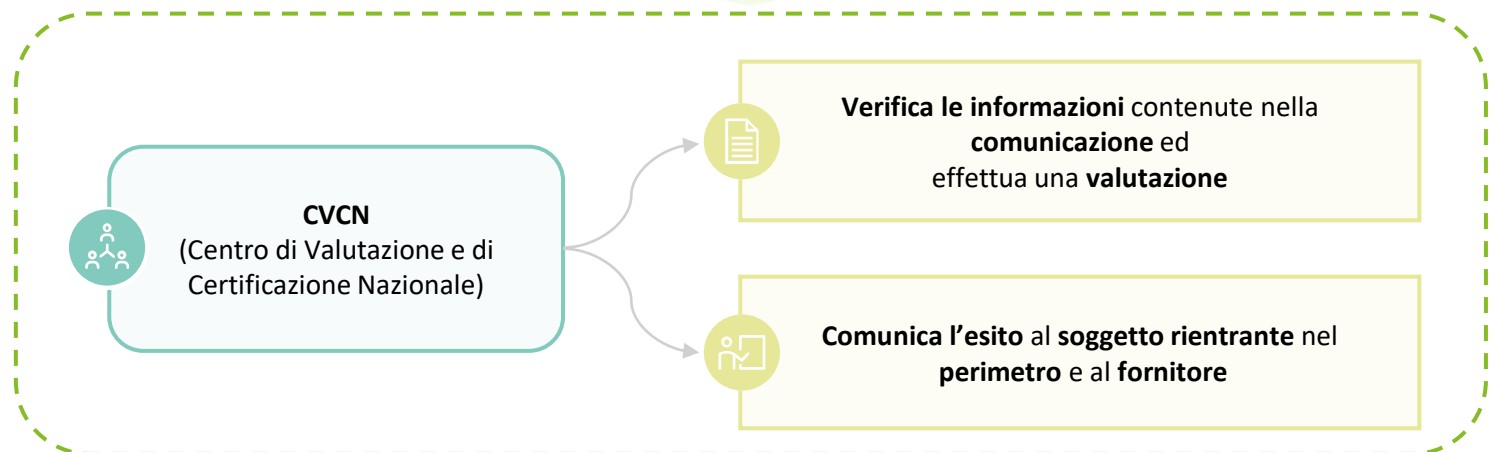 CVCN
(Centro di Valutazione e di
Certificazione Nazionale)
Verifica le informazioni contenute nella
comunicazione ed
effettua una valutazione
Comunica l’esito al soggetto rientrante nel
perimetro e al fornitore